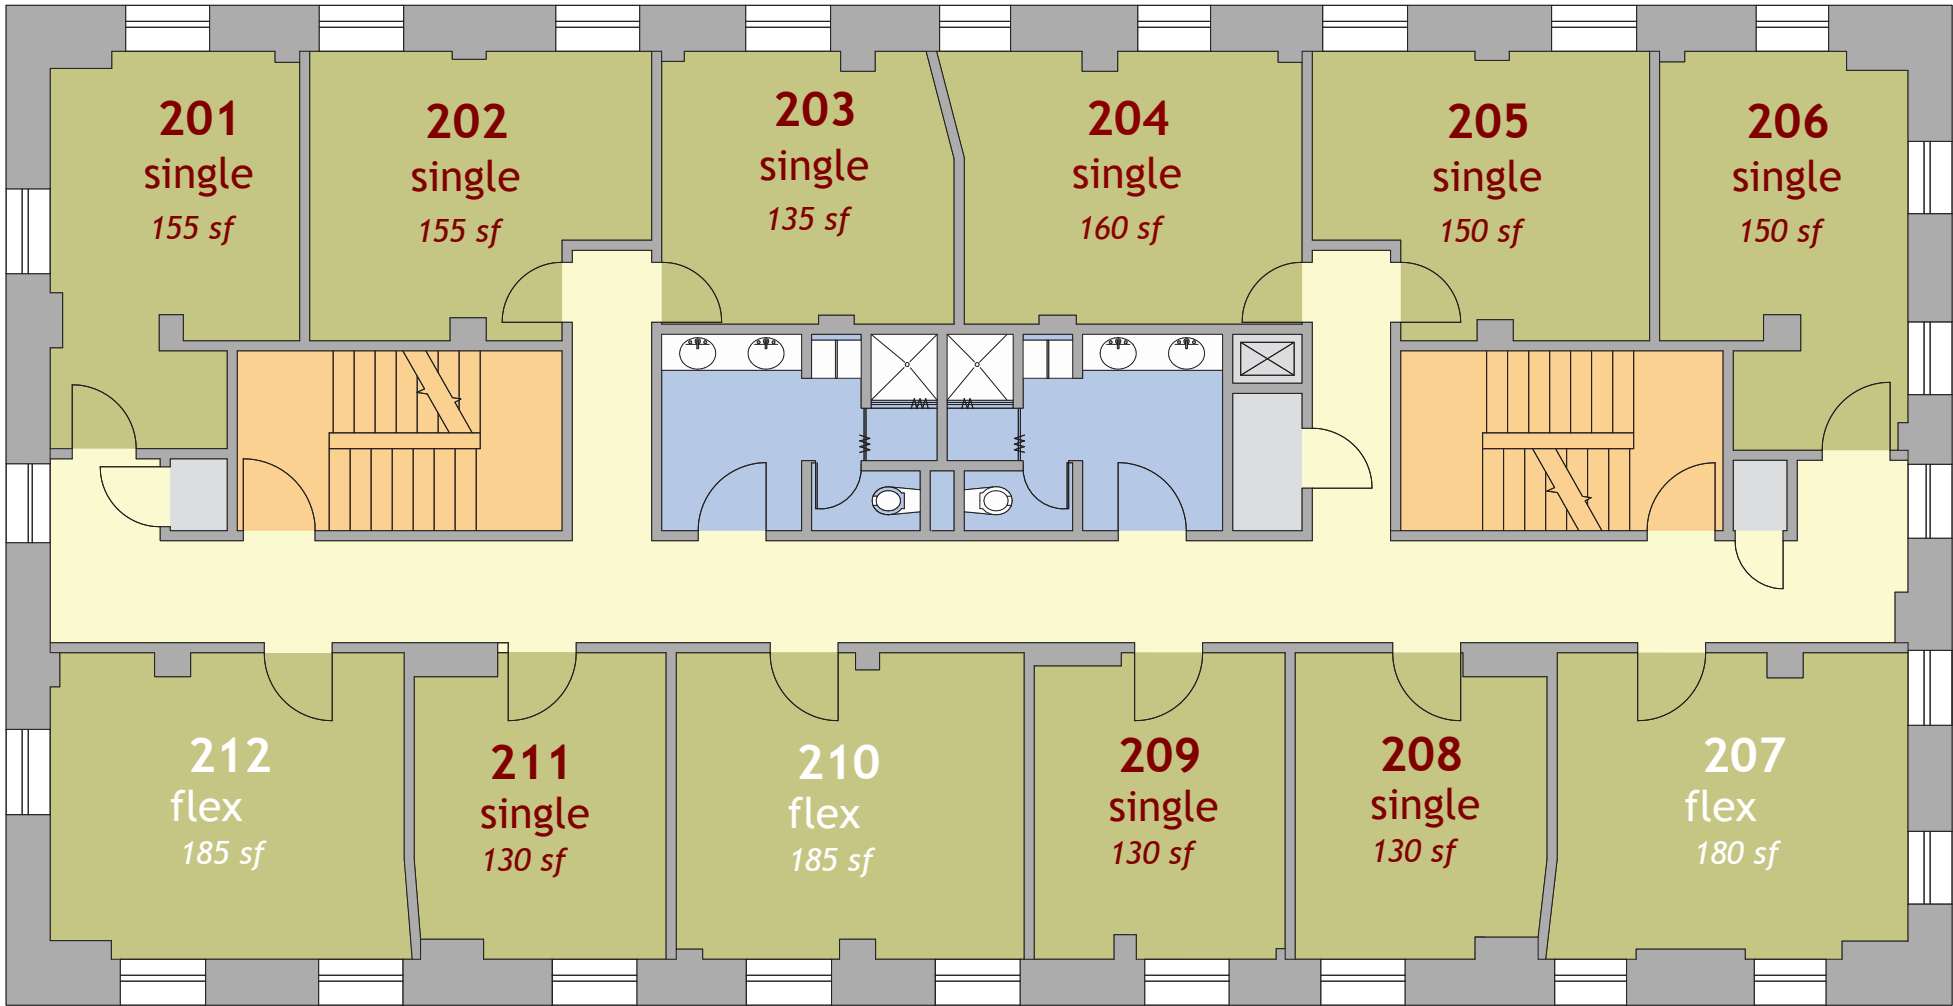 201
single
155 sf
202
single
155 sf
203
single
135 sf
204
single
160 sf
205
single
150 sf
206
single
150 sf
212
flex
185 sf
211
single
130 sf
210
flex
185 sf
209
single
130 sf
208
single
130 sf
207
flex
180 sf